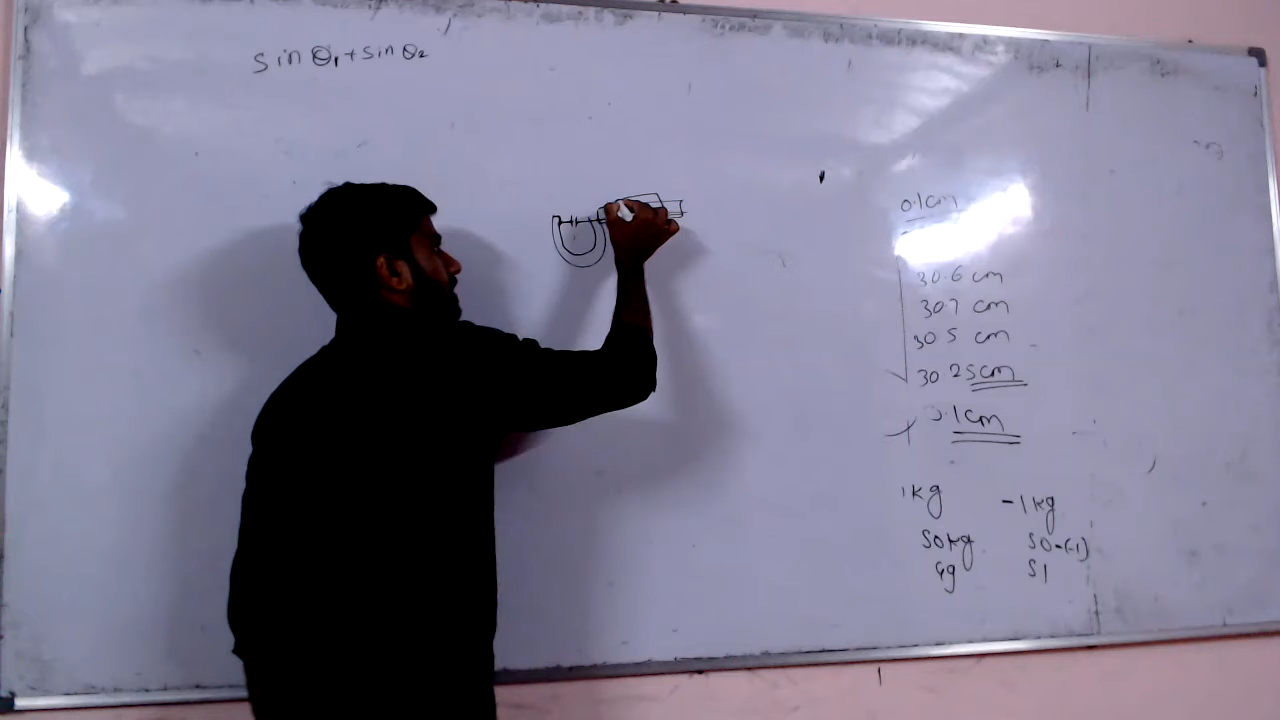 sin θ₁ + sin θ₂
0.1cm
30.6 cm
30.7 cm
30.5 cm
30.25cm
1kg
-1kg
50kg
50-(-1)
51